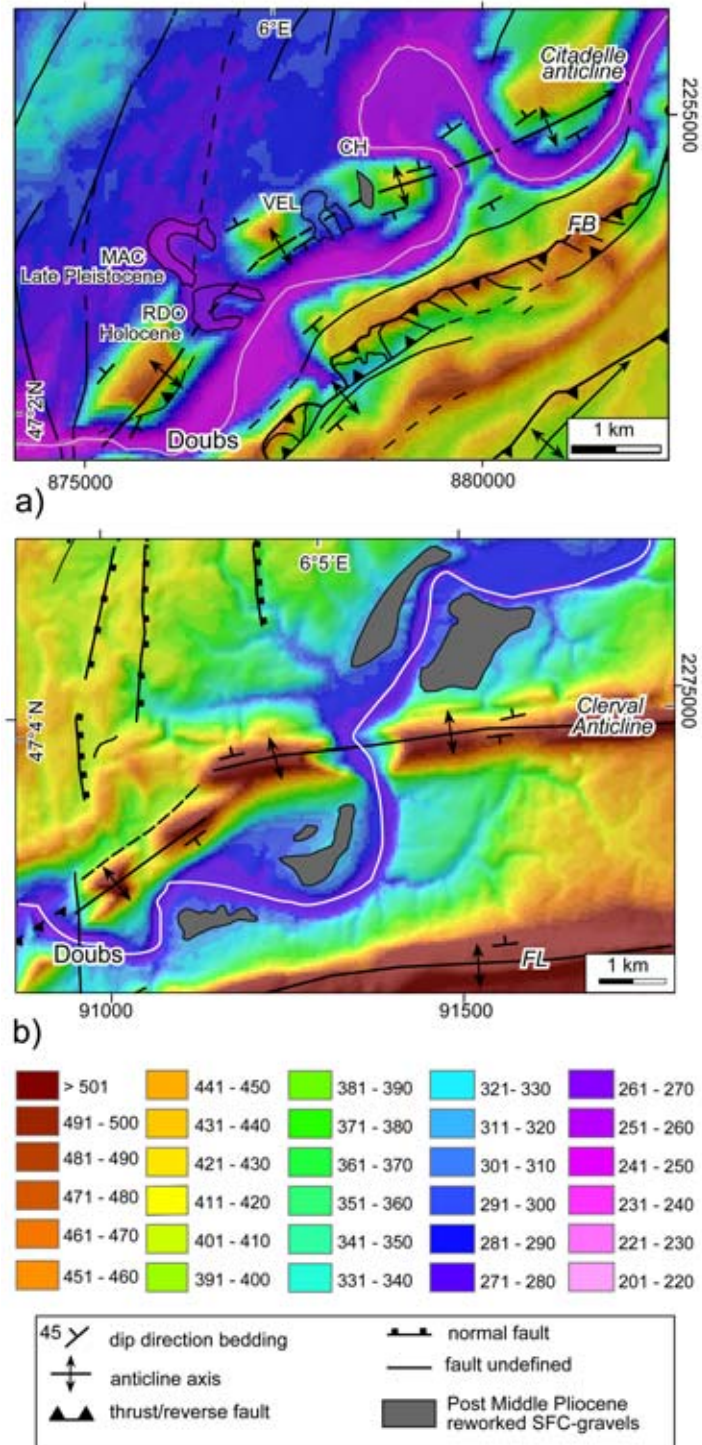 6°E
Citadelle
anticline
2255000
CH
VEL
FB
MAC
Late Pleistocene
RDO
Holocene
47°2'N
Doubs
1 km
875000
880000
a)
6°5'E
2275000
47°4'N
Clerval
Anticline
Doubs
FL
1 km
91000
91500
b)
> 501
441 - 450
381 - 390
321- 330
261 - 270
491 - 500
431 - 440
371 - 380
311 - 320
251 - 260
481 - 490
421 - 430
361 - 370
301 - 310
241 - 250
471 - 480
411 - 420
351 - 360
291 - 300
231 - 240
461 - 470
401 - 410
341 - 350
281 - 290
221 - 230
451 - 460
391 - 400
331 - 340
271 - 280
201 - 220
45 dip direction bedding
normal fault
anticline axis
fault undefined
thrust/reverse fault
Post Middle Pliocene
reworked SFC-gravels